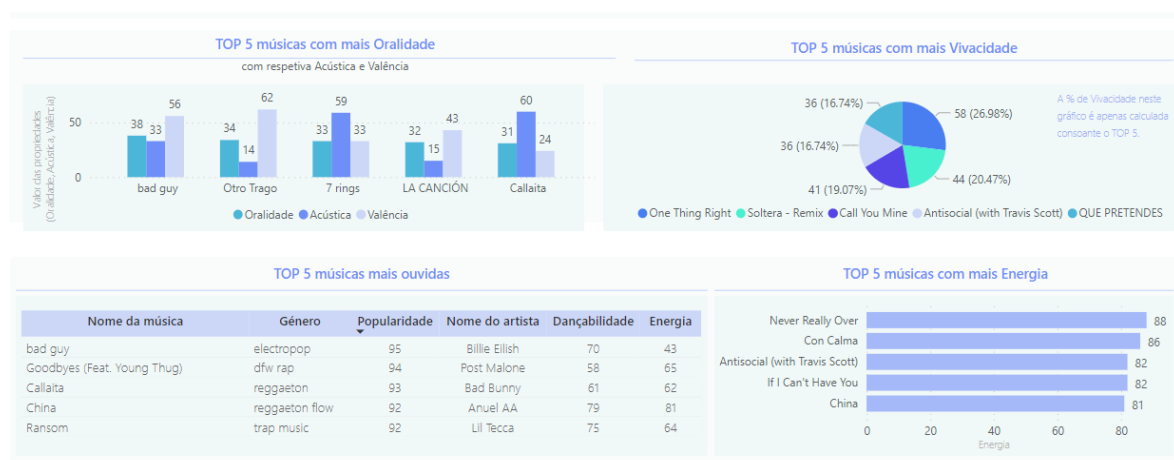 TOP 5 músicas com mais Oralidade
com respetiva Acústica e Valência
Valor das propriedades
(Oralidade, Acústica, Valência)
50
0
38 33 56
34 14 62
33 59 33
32 15 43
31 60 24
bad guy Otro Trago 7 rings LA CANCIÓN Callaita
Oralidade Acústica Valência
TOP 5 músicas com mais Vivacidade
36 (16.74%)
58 (26.98%)
36 (16.74%)
44 (20.47%)
41 (19.07%)
A % de Vivacidade neste
gráfico é apenas calculada
consoante o TOP 5.
One Thing Right Soltera - Remix Call You Mine Antisocial (with Travis Scott) QUE PRETENDES
TOP 5 músicas mais ouvidas
Nome da música Género Popularidade Nome do artista Dançabilidade Energia
bad guy electropop 95 Billie Eilish 70 43
Goodbyes (Feat. Young Thug) dfw rap 94 Post Malone 58 65
Callaita reggaeton 93 Bad Bunny 61 62
China reggaeton flow 92 Anuel AA 79 81
Ransom trap music 92 Lil Tecca 75 64
TOP 5 músicas com mais Energia
Never Really Over 88
Con Calma 86
Antisocial (with Travis Scott) 82
If I Can't Have You 82
China 81
0 20 40 60 80
Energia